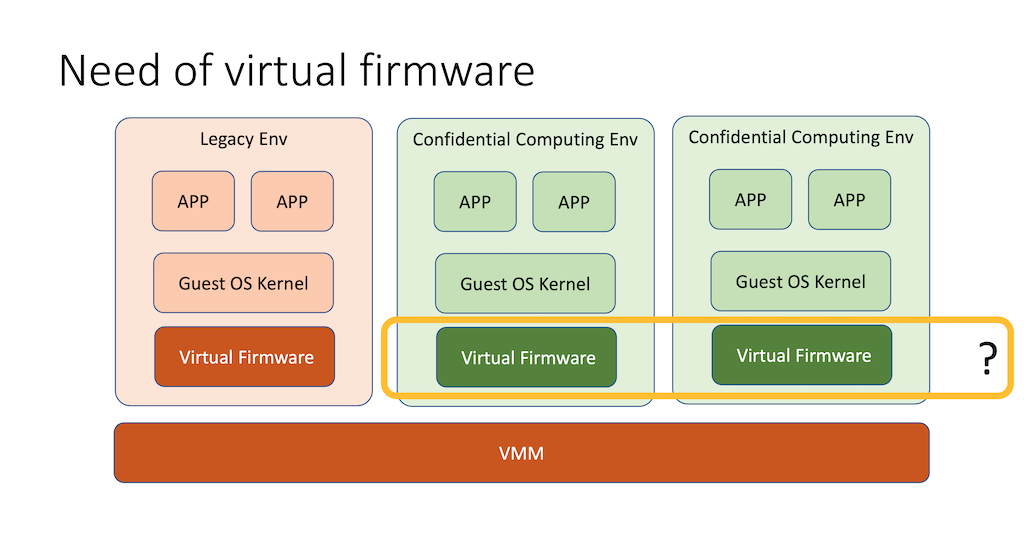 Need of virtual firmware
Legacy Env
APP
APP
Guest OS Kernel
Virtual Firmware
Confidential Computing Env
APP
APP
Guest OS Kernel
Virtual Firmware
Confidential Computing Env
APP
APP
Guest OS Kernel
Virtual Firmware
?
VMM